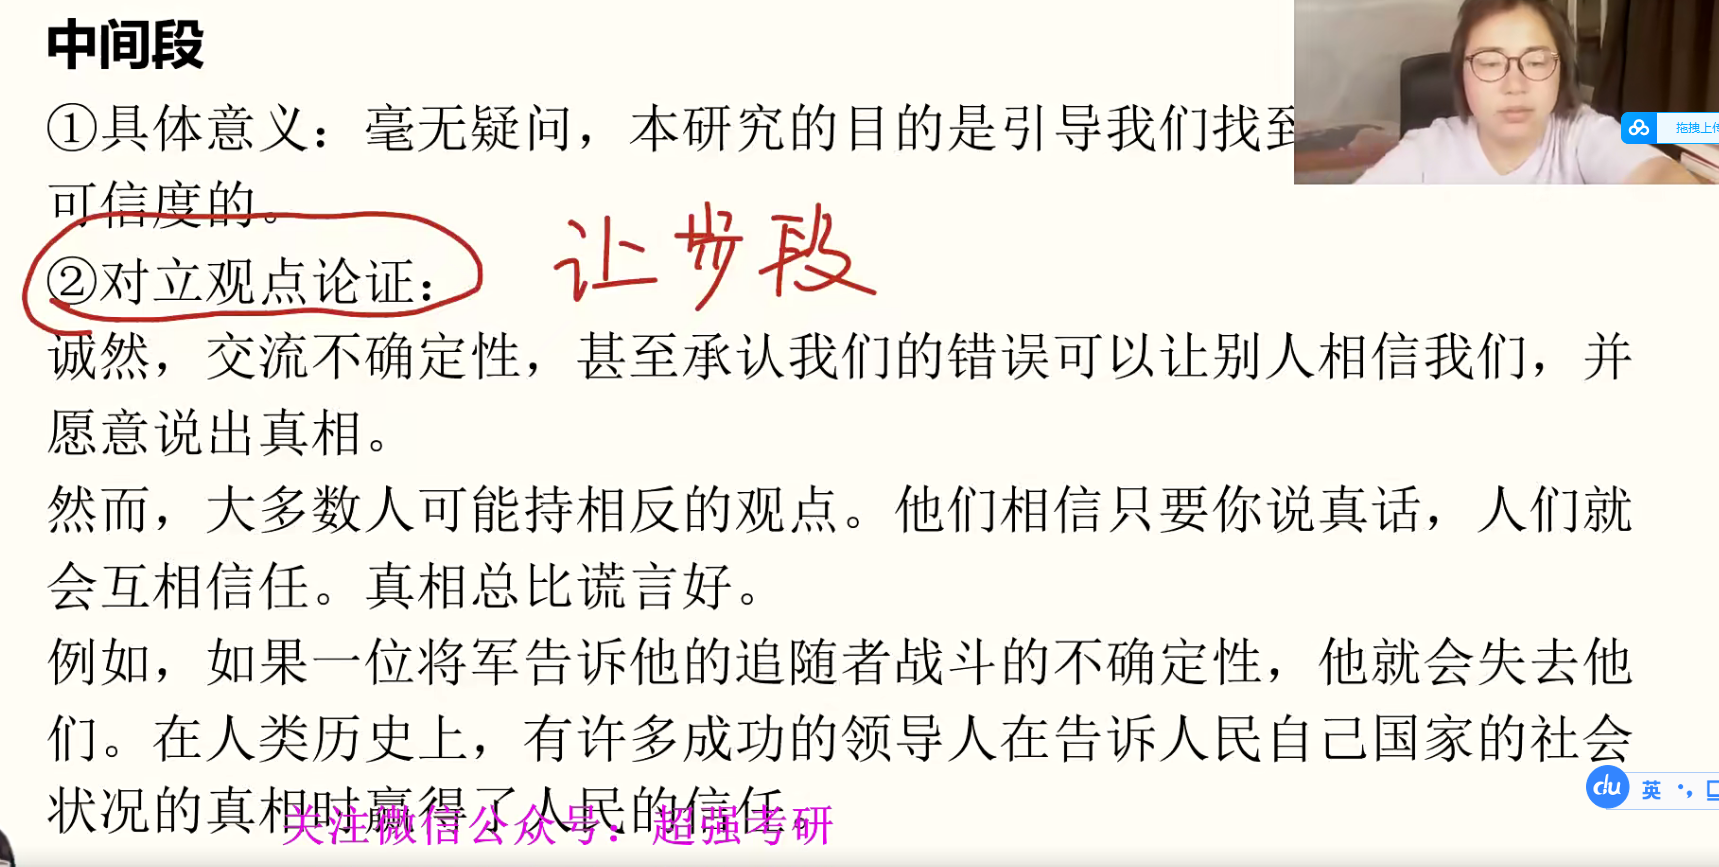 中间段
①具体意义：毫无疑问，本研究的目的是引导我们找到
可信度的。
②对立观点论证：
让步段
诚然，交流不确定性，甚至承认我们的错误可以让别人相信我们，并
愿意说出真相。
然而，大多数人可能持相反的观点。他们相信只要你说真话，人们就
会互相信任。真相总比谎言好。
例如，如果一位将军告诉他的追随者战斗的不确定性，他就会失去他
们。在人类历史上，有许多成功的领导人在告诉人民自己国家的社会
状况的真相时赢得了人民的信任。
关注微信公众号：超强考研
拖拽上传
du 英